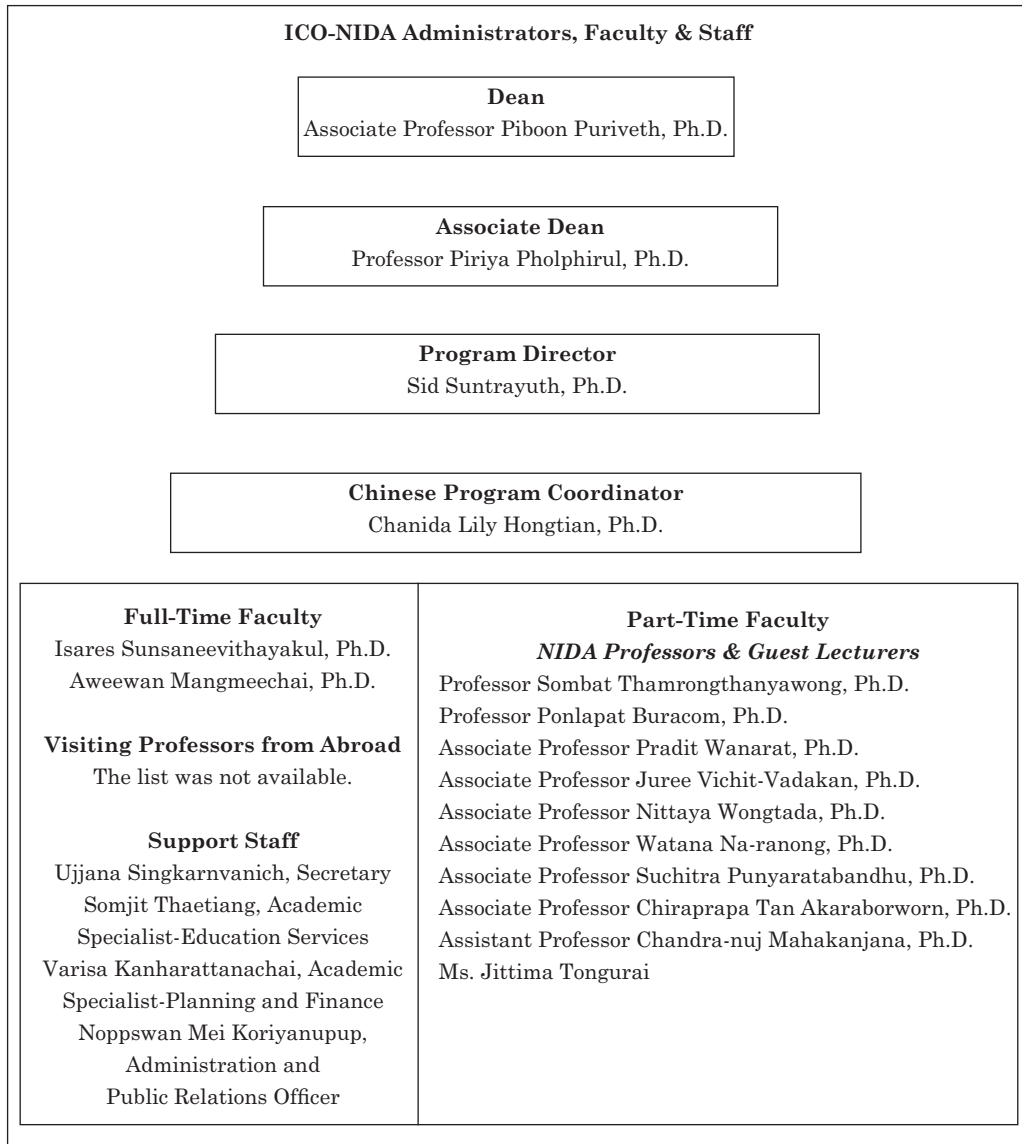 ICO-NIDA Administrators, Faculty & Staff
Dean
Associate Professor Piboon Puriveth, Ph.D.
Associate Dean
Professor Piriya Pholphirul, Ph.D.
Program Director
Sid Suntrayuth, Ph.D.
Chinese Program Coordinator
Chanida Lily Hongtian, Ph.D.
Full-Time Faculty
Isares Sunsaneevithayakul, Ph.D.
Aweewan Mangmeechai, Ph.D.
Visiting Professors from Abroad
The list was not available.
Support Staff
Ujjana Singkarnvanich, Secretary
Somjit Thaetiang, Academic
Specialist-Education Services
Varisa Kanharattanachai, Academic
Specialist-Planning and Finance
Noppswan Mei Koriyanupup,
Administration and
Public Relations Officer
Part-Time Faculty
NIDA Professors & Guest Lecturers
Professor Sombat Thamrongthanyawong, Ph.D.
Professor Ponlapat Buracom, Ph.D.
Associate Professor Pradit Wanarat, Ph.D.
Associate Professor Juree Vichit-Vadakan, Ph.D.
Associate Professor Nittaya Wongtada, Ph.D.
Associate Professor Watana Na-ranong, Ph.D.
Associate Professor Suchitra Punyaratabandhu, Ph.D.
Associate Professor Chiraprapa Tan Akaraborworn, Ph.D.
Assistant Professor Chandra-nuj Mahakanjana, Ph.D.
Ms. Jittima Tongurai